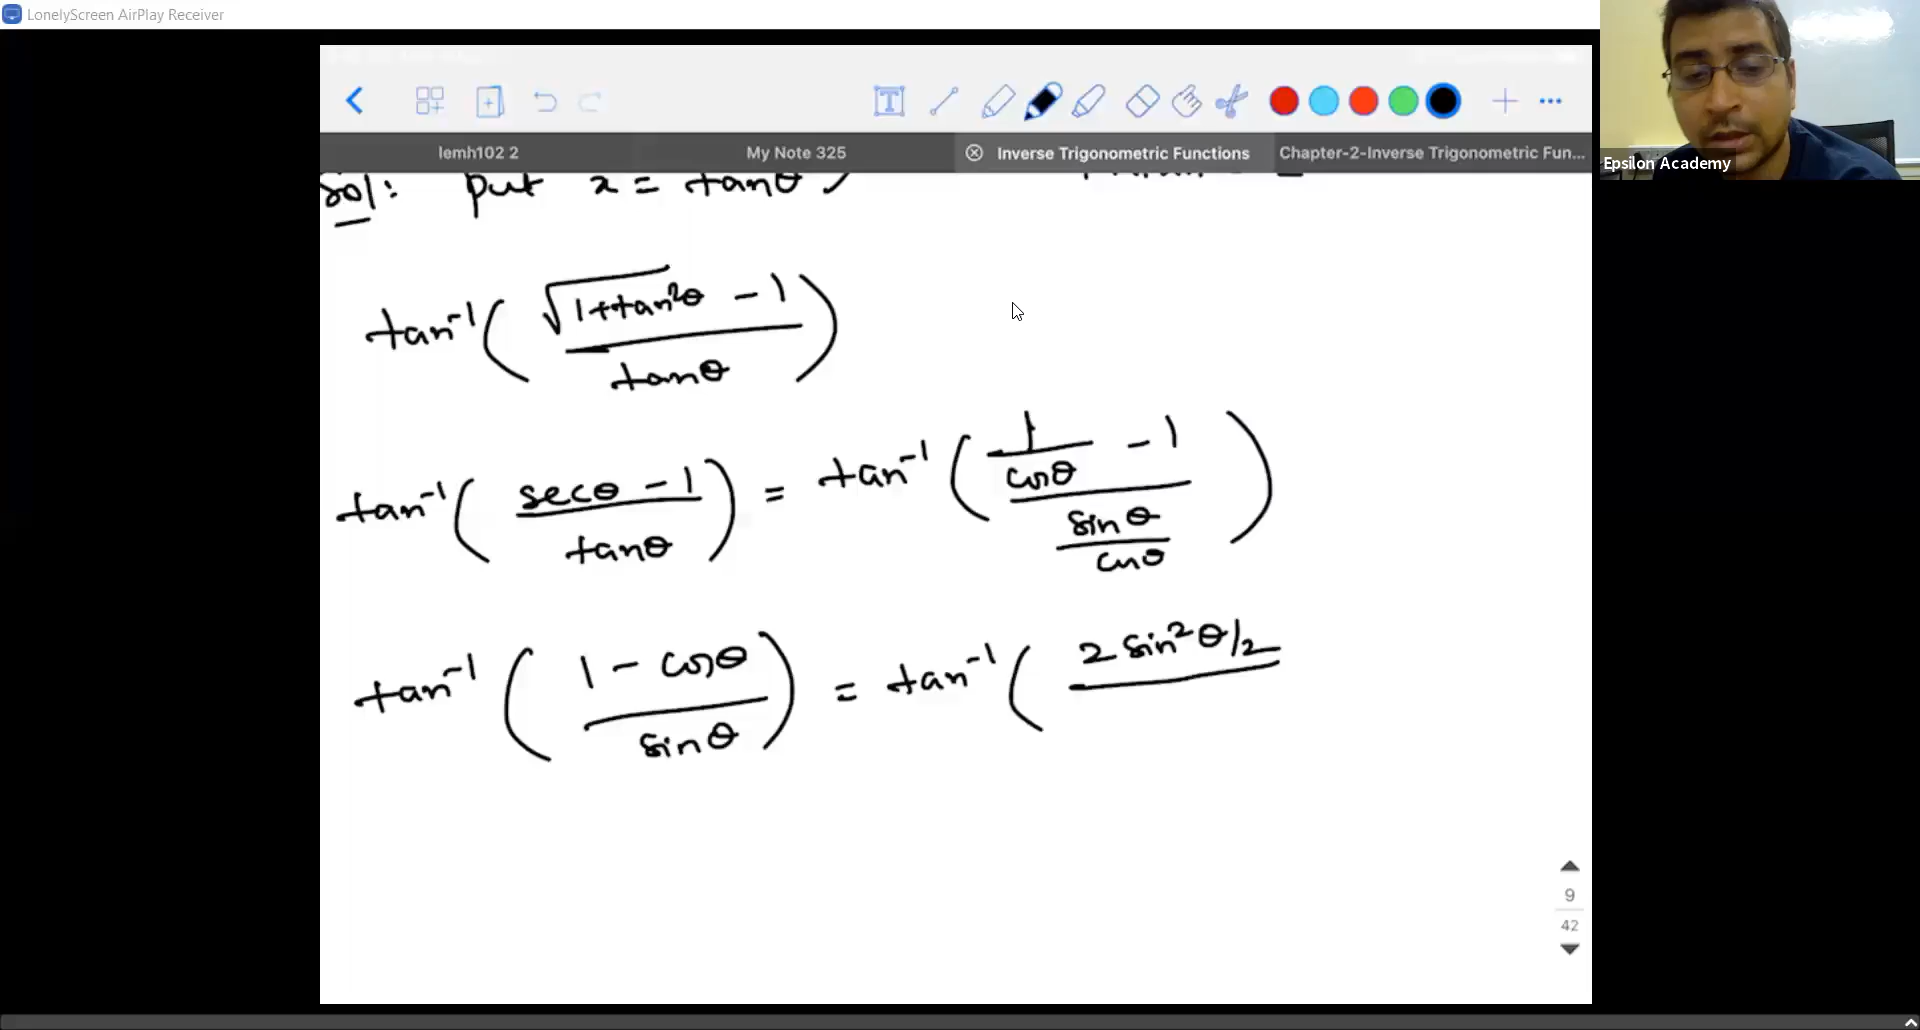 LonelyScreen AirPlay Receiver
Epsilon Academy
lemh102 2
My Note 325
Inverse Trigonometric Functions
Chapter-2-Inverse Trigonometric Fun...
Sol: put x = tanθ,
tan⁻¹( (√(1+tan²θ) - 1) / tanθ )
tan⁻¹( (secθ - 1) / tanθ ) = tan⁻¹( (1/cosθ - 1) / (sinθ/cosθ) )
tan⁻¹( (1 - cosθ) / sinθ ) = tan⁻¹( 2 sin²θ/2
9
42